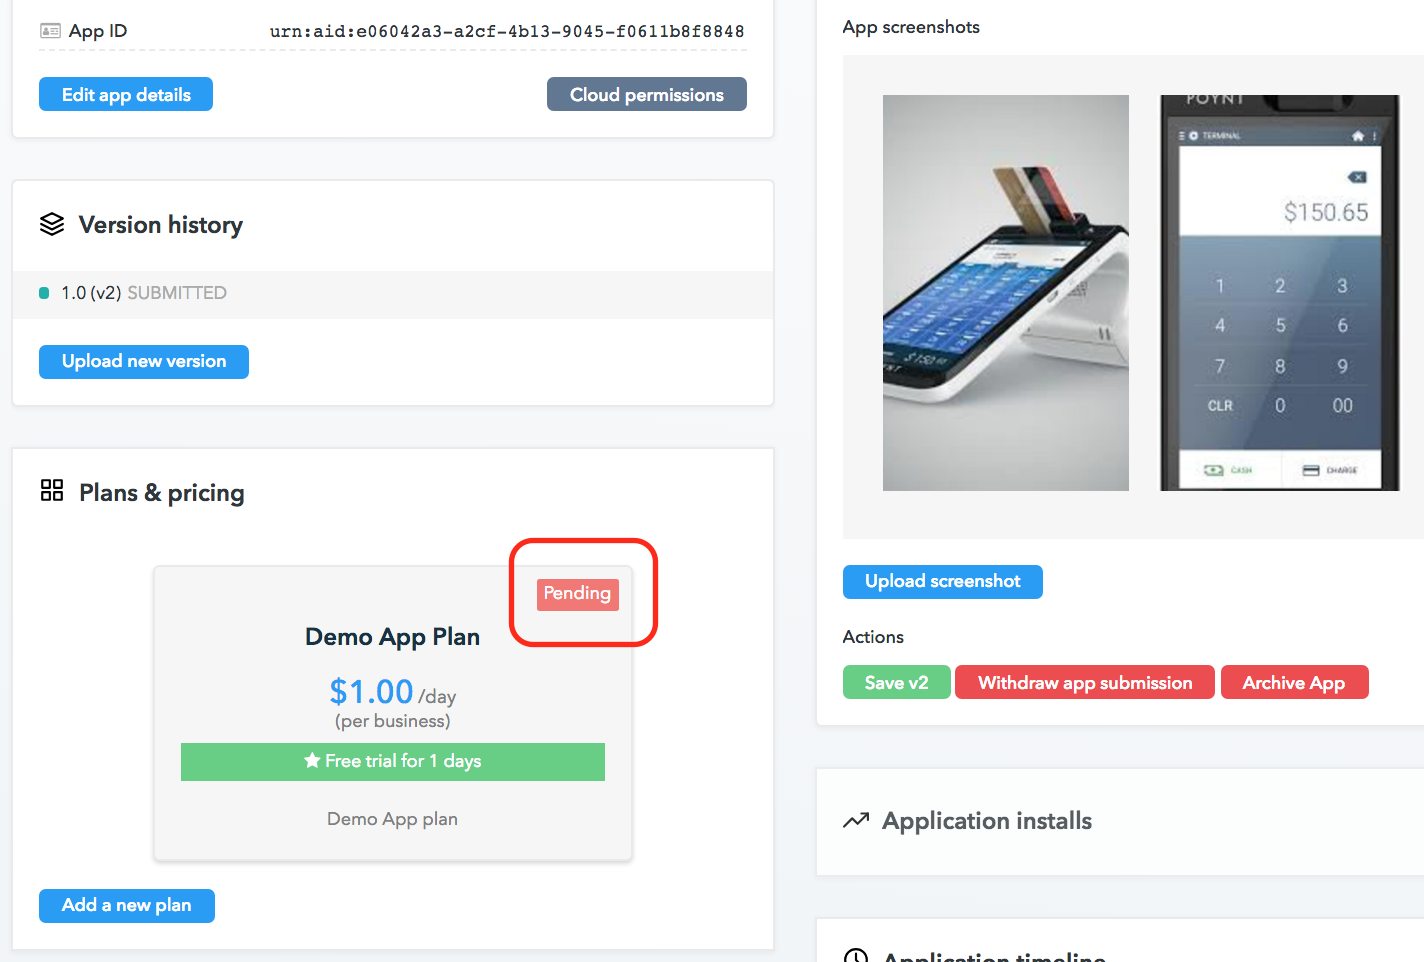 App ID
urn:aid:e06042a3-a2cf-4b13-9045-f0611b8f8848
Edit app details
Cloud permissions
Version history
1.0 (v2) SUBMITTED
Upload new version
Plans & pricing
Pending
Demo App Plan
$1.00 /day
(per business)
Free trial for 1 days
Demo App plan
Add a new plan
App screenshots
POYNT
TERMINAL
$150.65
1 2 3
4 5 6
7 8 9
CLR 0 00
CASH CHARGE
Upload screenshot
Actions
Save v2
Withdraw app submission
Archive App
Application installs
Application timeline